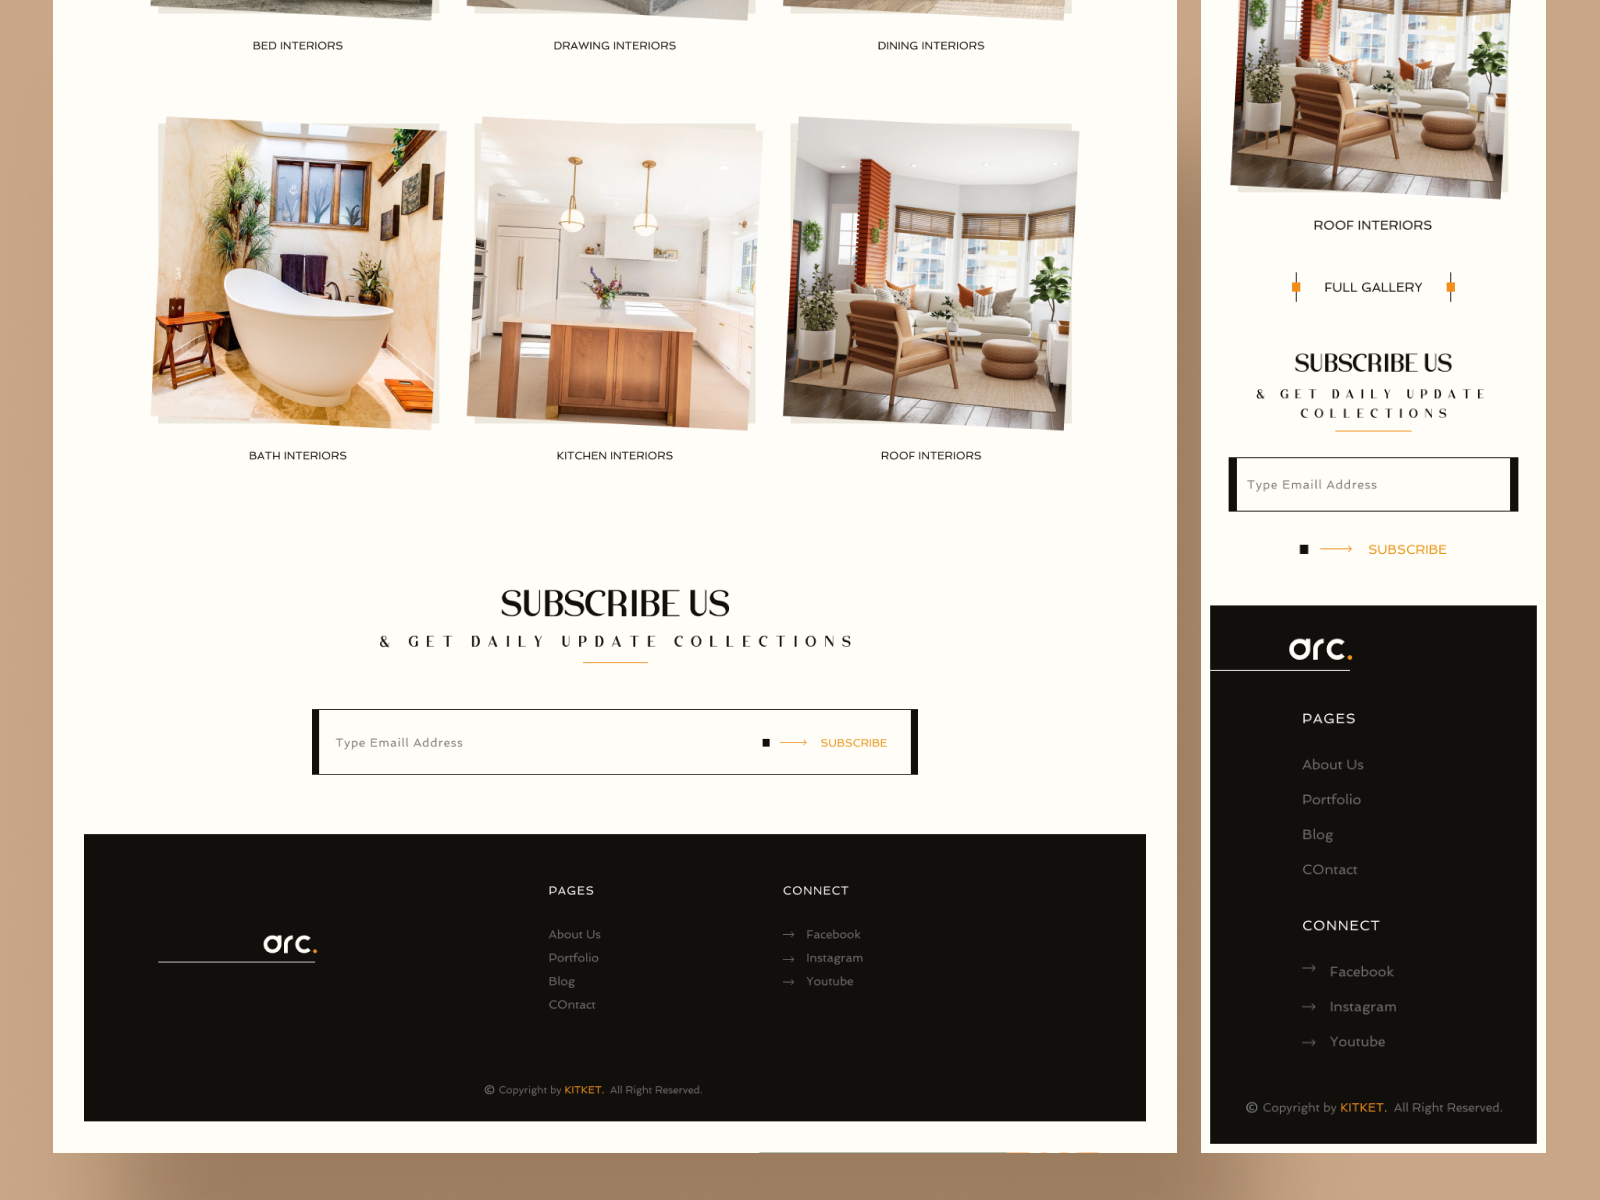 BED INTERIORS
DRAWING INTERIORS
DINING INTERIORS
BATH INTERIORS
KITCHEN INTERIORS
ROOF INTERIORS
SUBSCRIBE US
& GET DAILY UPDATE COLLECTIONS
Type Emaill Address
SUBSCRIBE
arc.
PAGES
About Us
Portfolio
Blog
COntact
CONNECT
Facebook
Instagram
Youtube
© Copyright by KITKET. All Right Reserved.
ROOF INTERIORS
FULL GALLERY
SUBSCRIBE US
& GET DAILY UPDATE
COLLECTIONS
Type Emaill Address
SUBSCRIBE
arc.
PAGES
About Us
Portfolio
Blog
COntact
CONNECT
Facebook
Instagram
Youtube
© Copyright by KITKET. All Right Reserved.